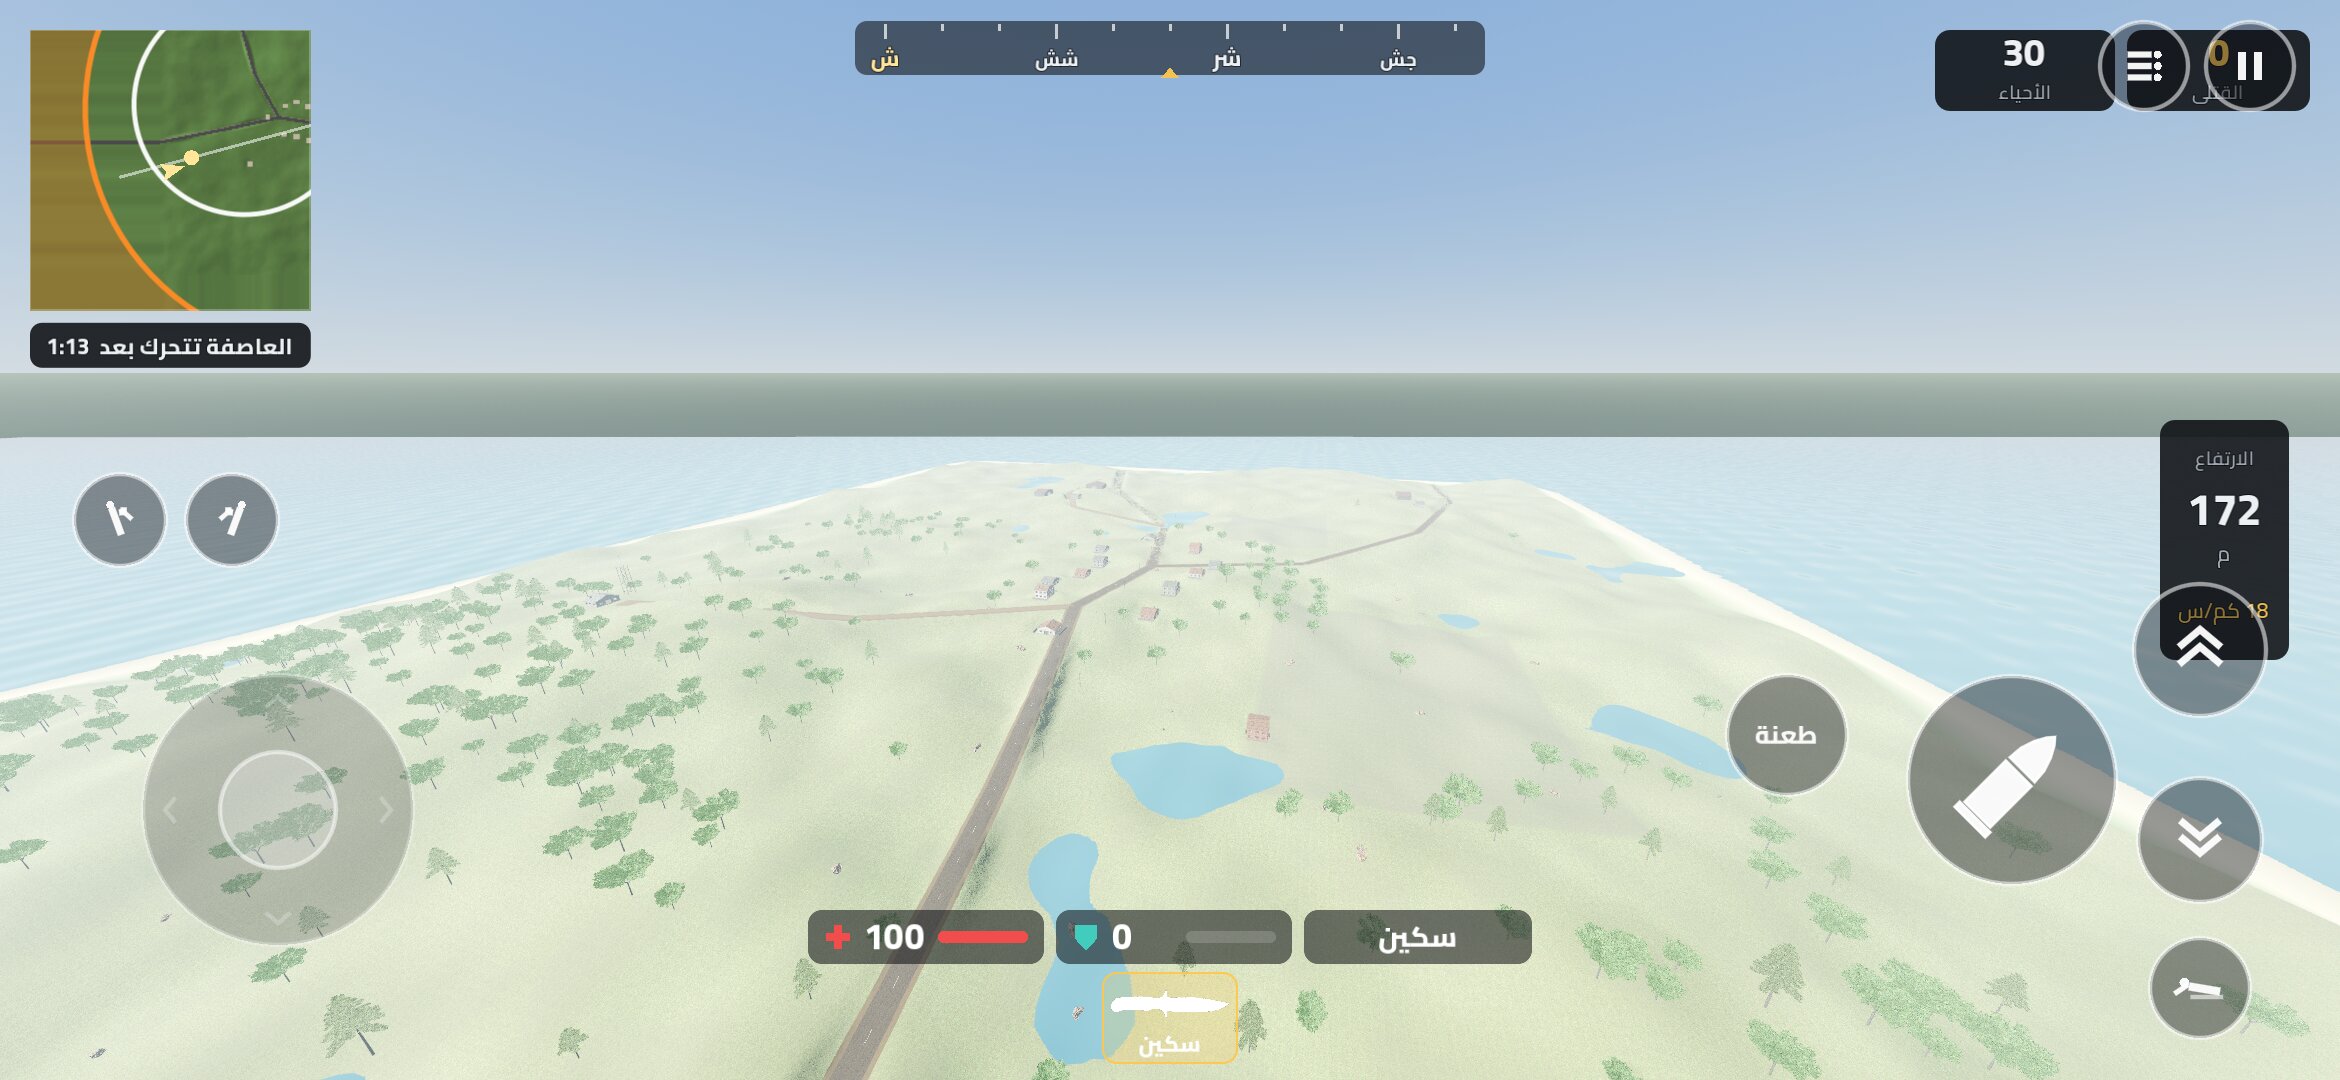 ش شش شر جش
30
الأحياء
0
القتلى
العاصفة تتحرك بعد 1:13
الارتفاع
172
م
18 كم/س
طعنة
100
0
سكين
سكين